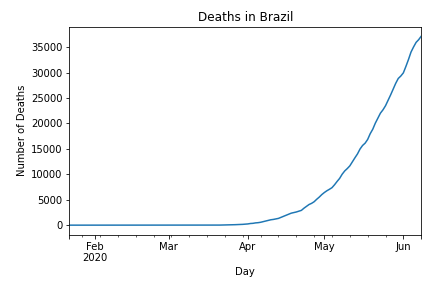 Deaths in Brazil
35000
30000
25000
20000
15000
10000
5000
0
Number of Deaths
Feb
2020
Mar
Apr
May
Jun
Day